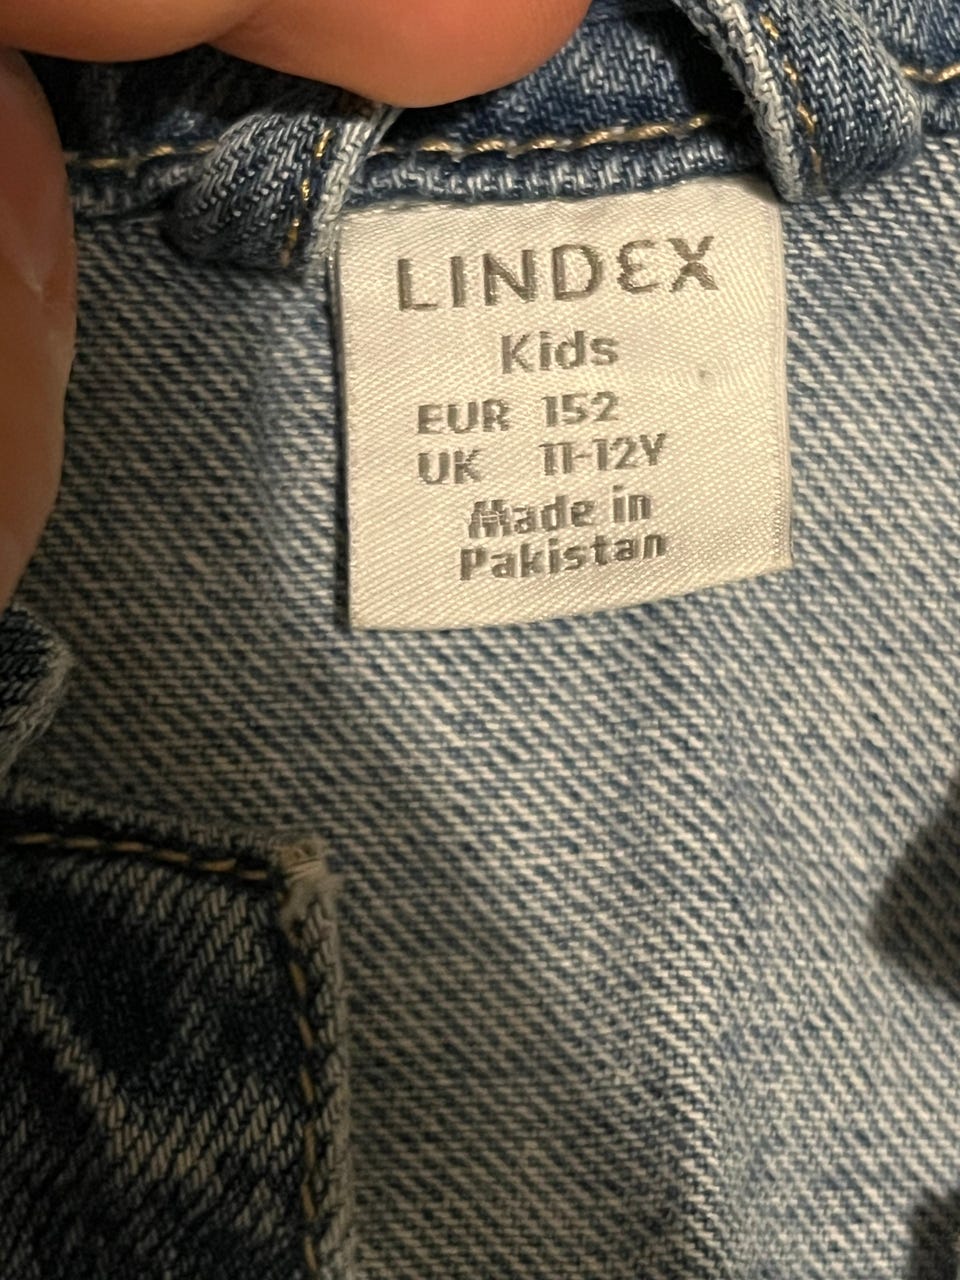 LINDEX
Kids
EUR 152
UK 11-12Y
Made in
Pakistan